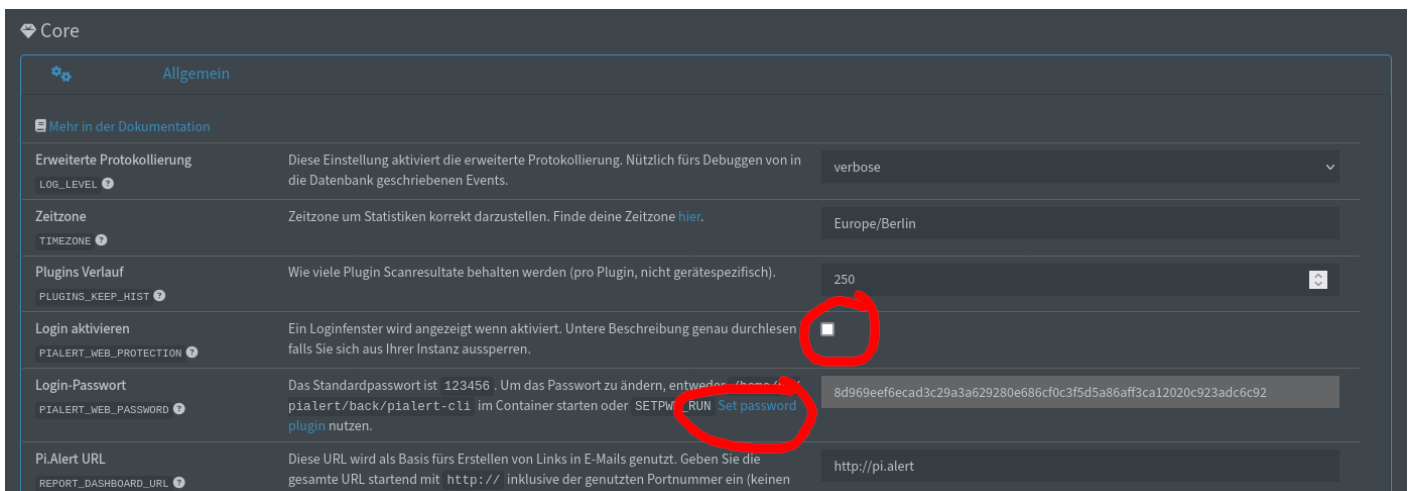 Core
Allgemein
Mehr in der Dokumentation
Erweiterte Protokollierung
LOG_LEVEL
Diese Einstellung aktiviert die erweiterte Protokollierung. Nützlich fürs Debuggen von in
die Datenbank geschriebenen Events.
verbose
Zeitzone
TIMEZONE
Zeitzone um Statistiken korrekt darzustellen. Finde deine Zeitzone hier.
Europe/Berlin
Plugins Verlauf
PLUGINS_KEEP_HIST
Wie viele Plugin Scanresultate behalten werden (pro Plugin, nicht gerätespezifisch).
250
Login aktivieren
PIALERT_WEB_PROTECTION
Ein Loginfenster wird angezeigt wenn aktiviert. Untere Beschreibung genau durchlesen
falls Sie sich aus Ihrer Instanz aussperren.
Login-Passwort
PIALERT_WEB_PASSWORD
Das Standardpasswort ist 123456 . Um das Passwort zu ändern, entweder
pialert/back/pialert-cli im Container starten oder Set password
plugin nutzen.
8d969eef6ecad3c29a3a629280e686cf0c3f5d5a86aff3ca12020c923adc6c92
Pi.Alert URL
REPORT_DASHBOARD_URL
Diese URL wird als Basis fürs Erstellen von Links in E-Mails genutzt. Geben Sie die
gesamte URL startend mit http:// inklusive der genutzten Portnummer ein (keinen
http://pi.alert